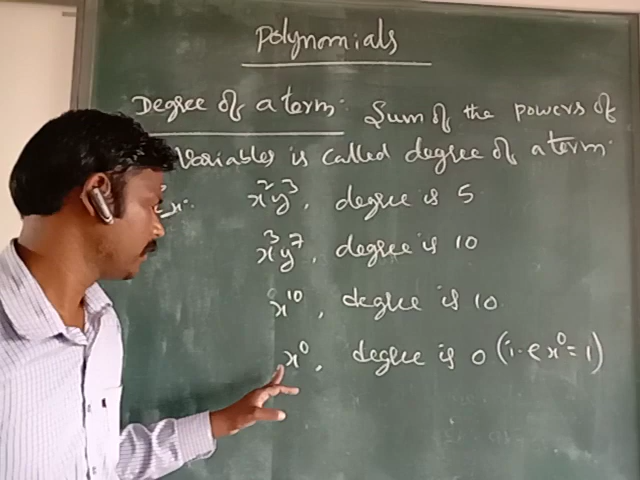 Polynomials
Degree of a term: Sum of the powers of
Variables is called degree of a term.
Ex: x²y³, degree is 5
x³y⁷, degree is 10
x¹⁰, degree is 10
x⁰, degree is 0 (i.e x⁰ = 1)